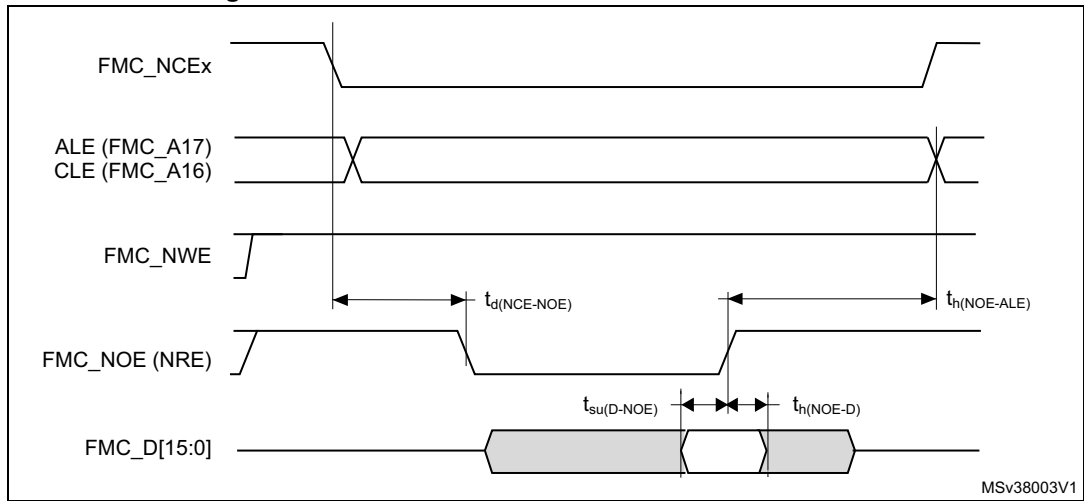 FMC_NCEx
ALE (FMC_A17)
CLE (FMC_A16)
FMC_NWE
td(NCE-NOE)
th(NOE-ALE)
FMC_NOE (NRE)
tsu(D-NOE)
th(NOE-D)
FMC_D[15:0]
MSv38003V1